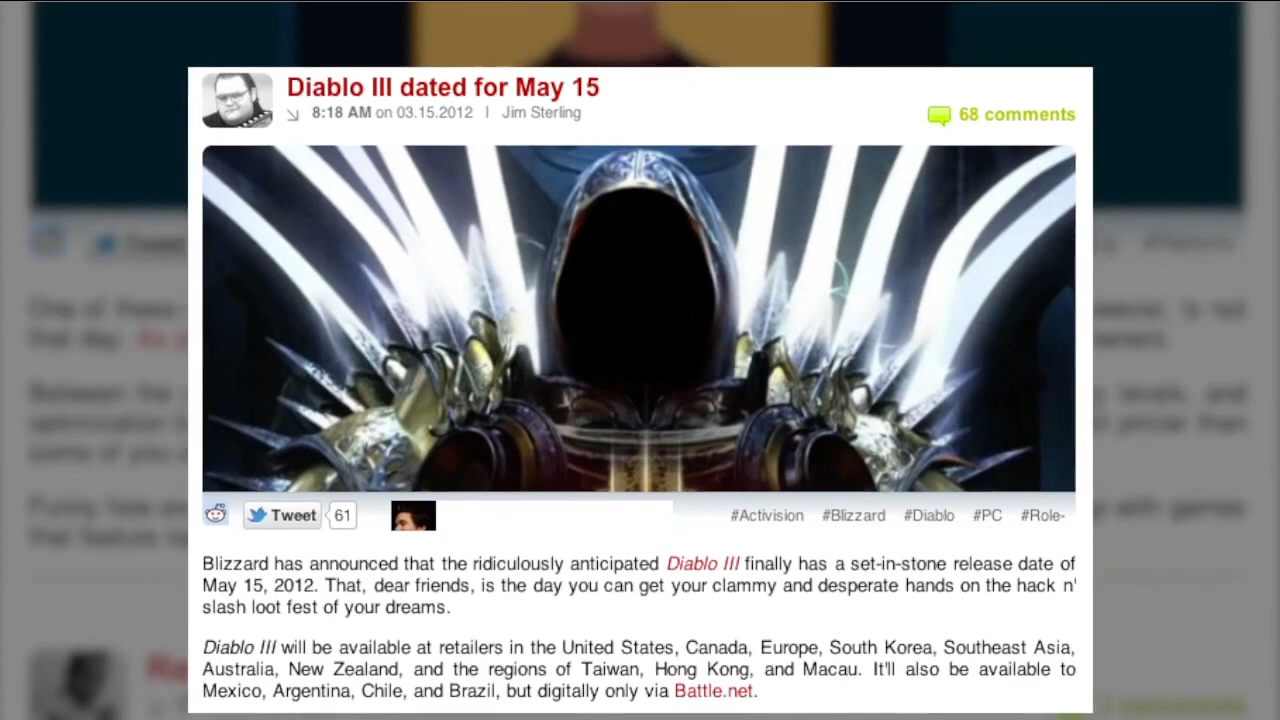 Diablo III dated for May 15
8:18 AM on 03.15.2012 | Jim Sterling
68 comments
Tweet 61
#Activision #Blizzard #Diablo #PC #Role-
Blizzard has announced that the ridiculously anticipated Diablo III finally has a set-in-stone release date of
May 15, 2012. That, dear friends, is the day you can get your clammy and desperate hands on the hack n'
slash loot fest of your dreams.
Diablo III will be available at retailers in the United States, Canada, Europe, South Korea, Southeast Asia,
Australia, New Zealand, and the regions of Taiwan, Hong Kong, and Macau. It'll also be available to
Mexico, Argentina, Chile, and Brazil, but digitally only via Battle.net.